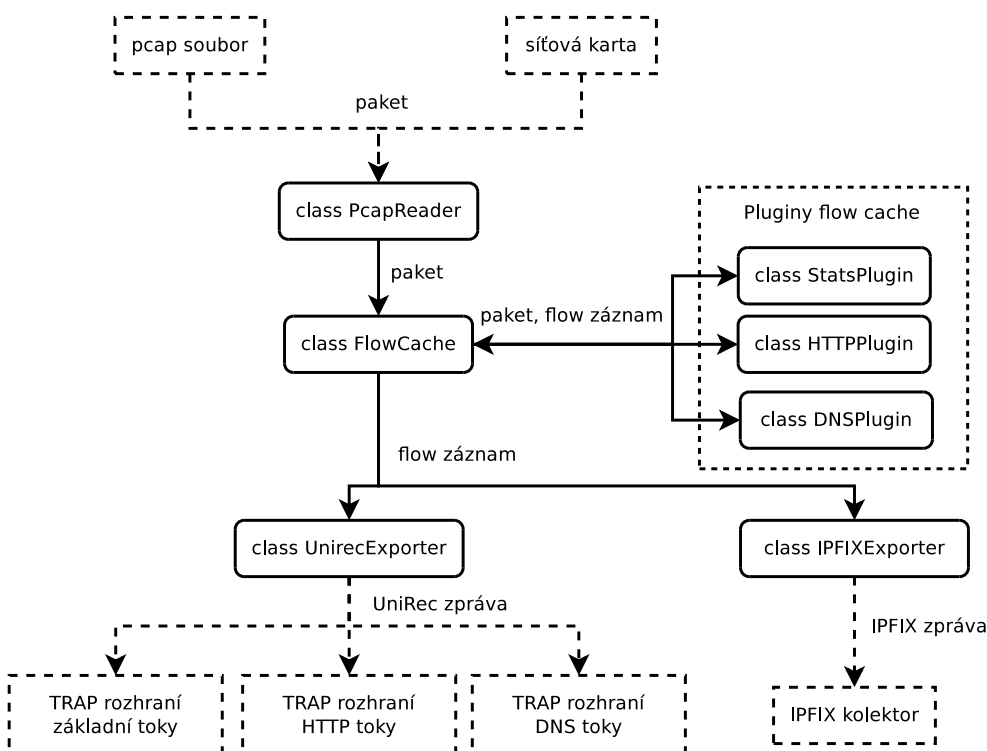 pcap soubor
síťová karta
paket
class PcapReader
Pluginy flow cache
paket
class StatsPlugin
paket, flow záznam
class FlowCache
class HTTPPlugin
class DNSPlugin
flow záznam
class UnirecExporter
class IPFIXExporter
UniRec zpráva
IPFIX zpráva
TRAP rozhraní
základní toky
TRAP rozhraní
HTTP toky
TRAP rozhraní
DNS toky
IPFIX kolektor